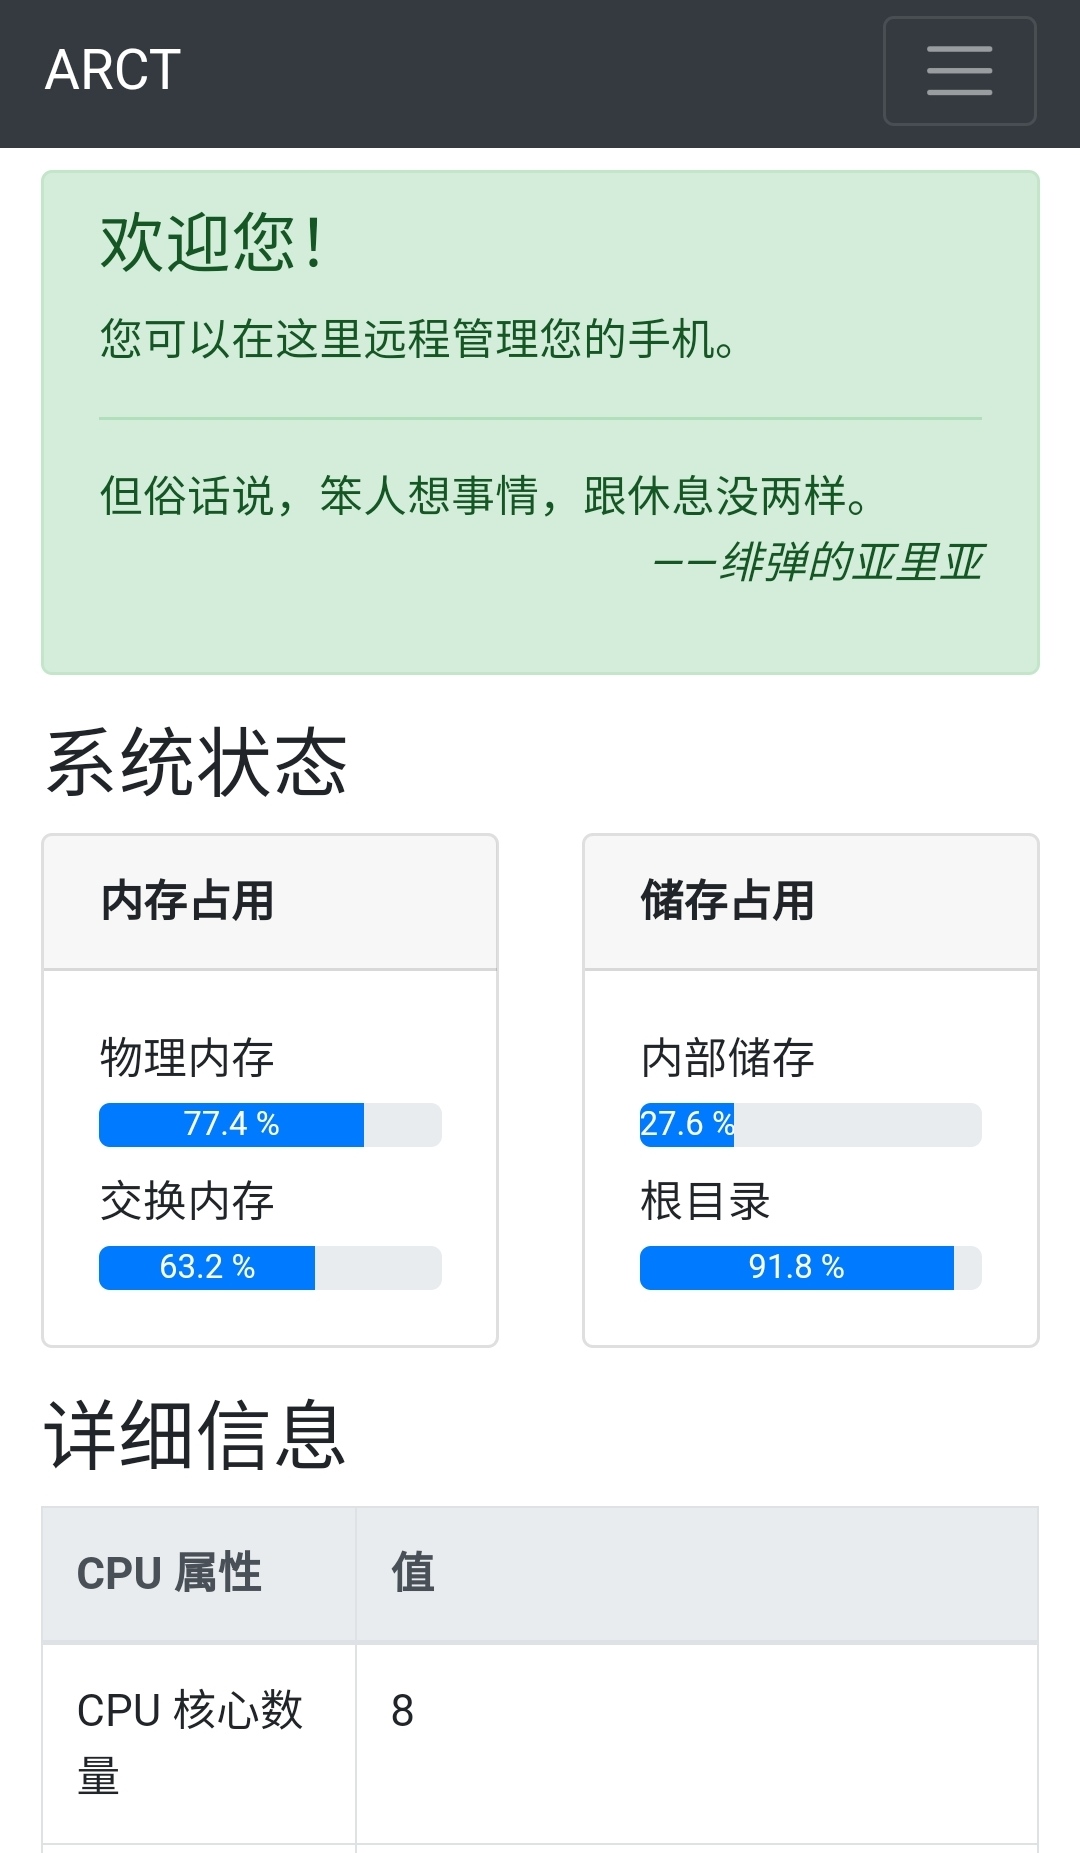 ARCT
欢迎您！
您可以在这里远程管理您的手机。
但俗话说，笨人想事情，跟休息没两样。
——绯弹的亚里亚
系统状态
内存占用
物理内存
77.4 %
交换内存
63.2 %
储存占用
内部储存
27.6 %
根目录
91.8 %
详细信息
CPU 属性 值
CPU 核心数 8
量